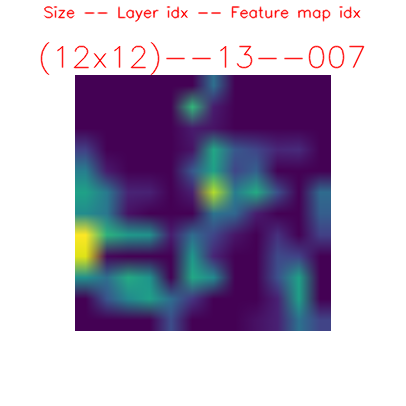 Size -- Layer idx -- Feature map idx
(12x12)--13--007